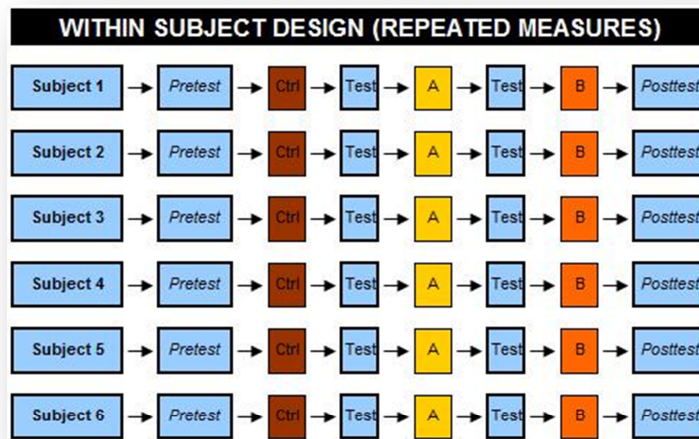 WITHIN SUBJECT DESIGN (REPEATED MEASURES)
Subject 1 Pretest Ctrl Test A Test B Posttest
Subject 2 Pretest Ctrl Test A Test B Posttest
Subject 3 Pretest Ctrl Test A Test B Posttest
Subject 4 Pretest Ctrl Test A Test B Posttest
Subject 5 Pretest Ctrl Test A Test B Posttest
Subject 6 Pretest Ctrl Test A Test B Posttest